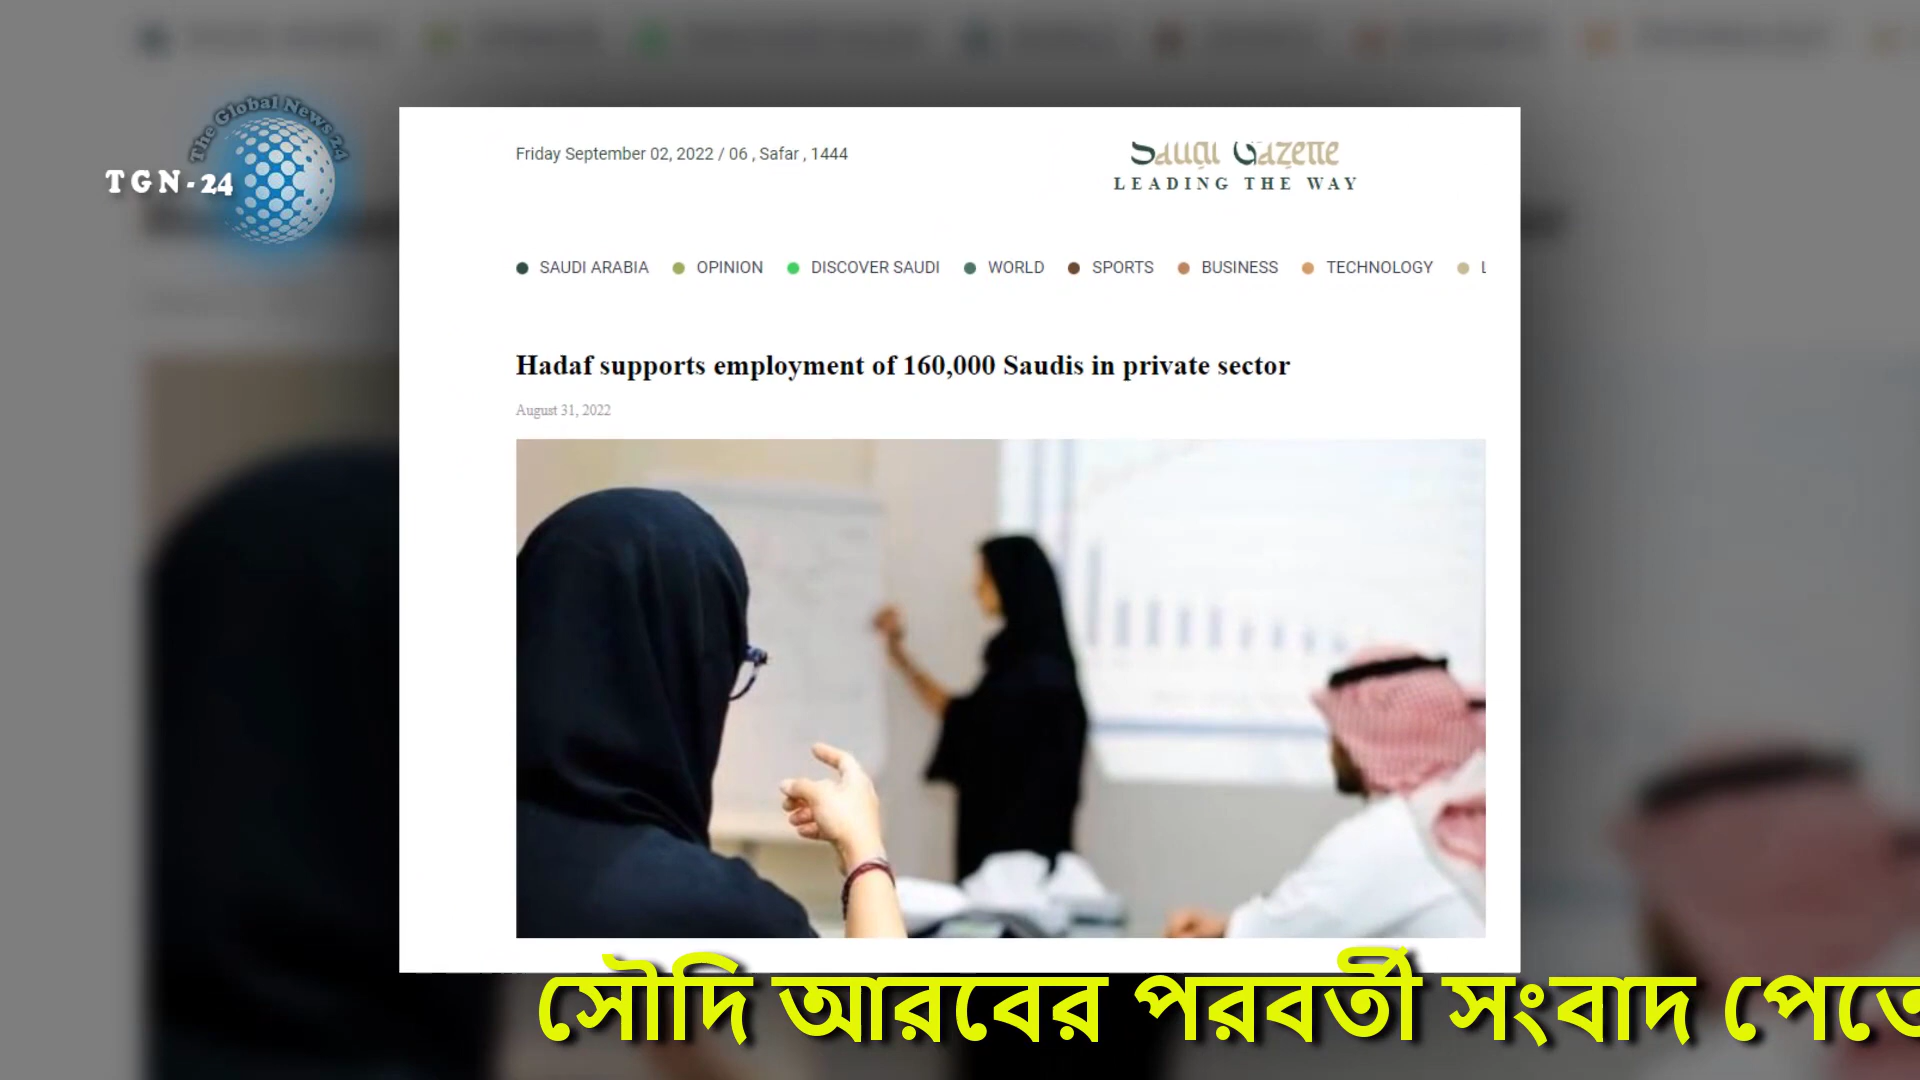 The Global News 24
TGN-24
Friday September 02, 2022 / 06 , Safar , 1444
Saudi Gazette
LEADING THE WAY
SAUDI ARABIA OPINION DISCOVER SAUDI WORLD SPORTS BUSINESS TECHNOLOGY L
Hadaf supports employment of 160,000 Saudis in private sector
August 31, 2022
সৌদি আরবের পরবর্তী সংবাদ পেতে